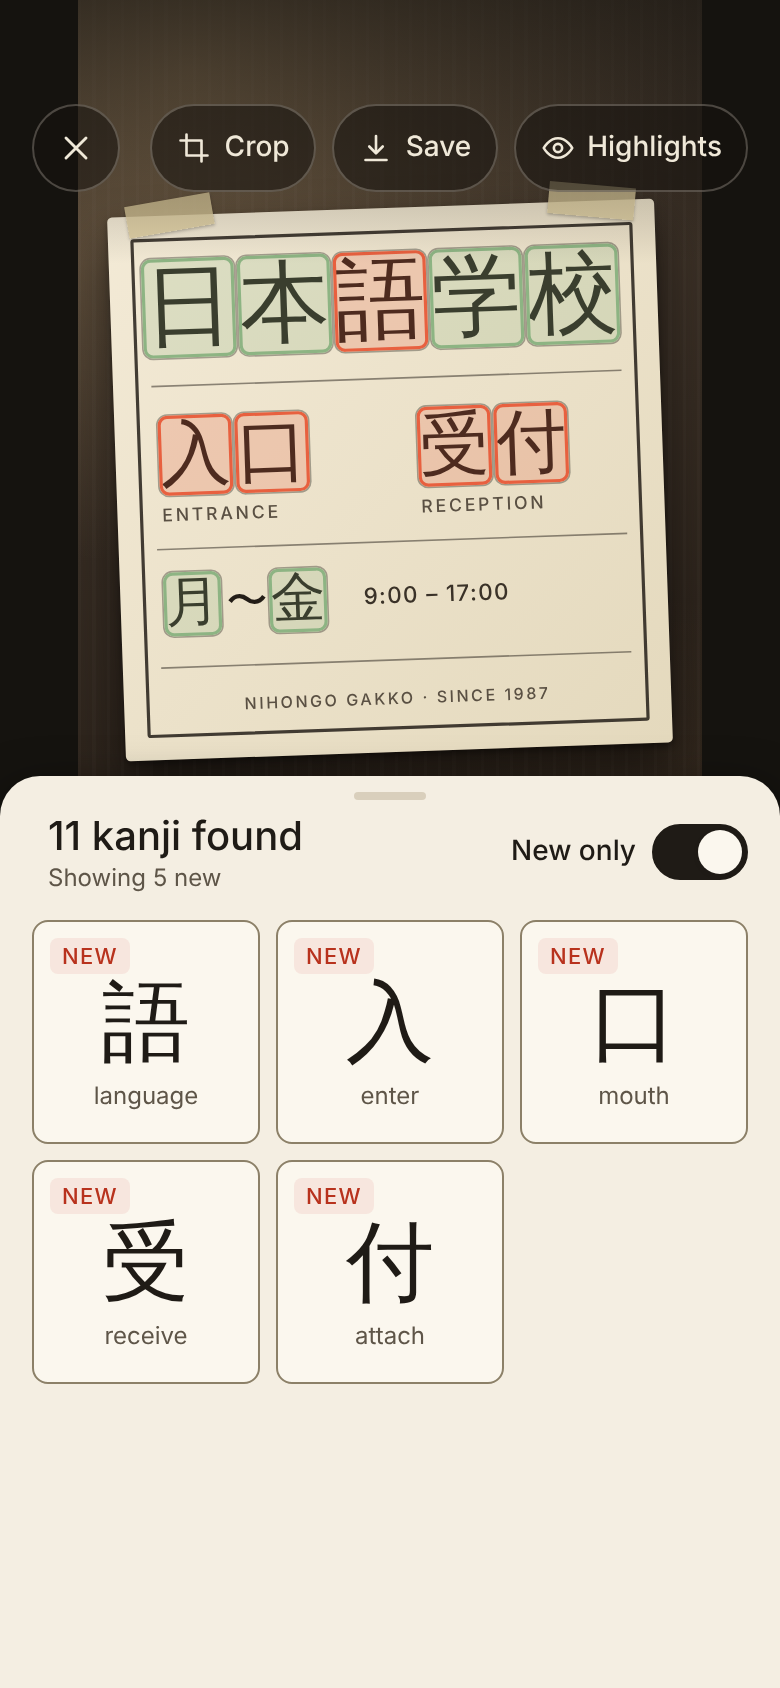 Crop Save Highlights
日本語学校
入口 受付
ENTRANCE RECEPTION
月〜金 9:00 – 17:00
NIHONGO GAKKO · SINCE 1987
11 kanji found
Showing 5 new
New only
NEW NEW NEW
語 入 口
language enter mouth
NEW NEW
受 付
receive attach